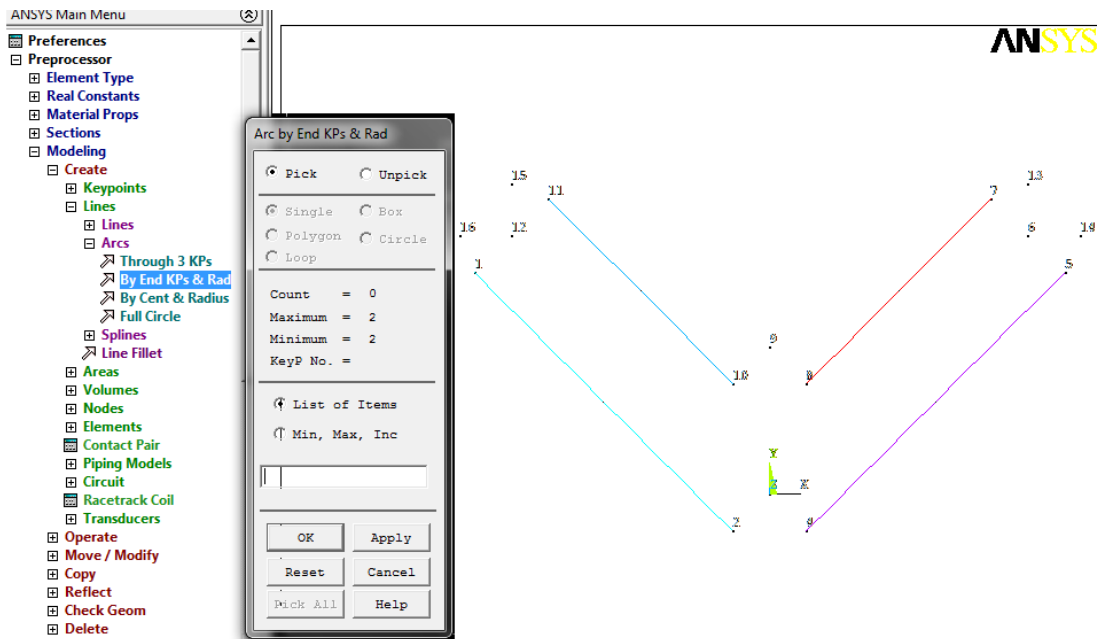 ANSYS Main Menu
Preferences
Preprocessor
Element Type
Real Constants
Material Props
Sections
Modeling
Create
Keypoints
Lines
Lines
Arcs
Through 3 KPs
By End KPs & Rad
By Cent & Radius
Full Circle
Splines
Line Fillet
Areas
Volumes
Nodes
Elements
Contact Pair
Piping Models
Circuit
Racetrack Coil
Transducers
Operate
Move / Modify
Copy
Reflect
Check Geom
Delete
Arc by End KPs & Rad
Pick Unpick
Single Box
Polygon Circle
Loop
Count = 0
Maximum = 2
Minimum = 2
KeyP No. =
List of Items
Min, Max, Inc
OK Apply
Reset Cancel
Pick All Help
ANSYS
15 13
11 7
16 12 6
1 5
9
10
Y
Z X
2